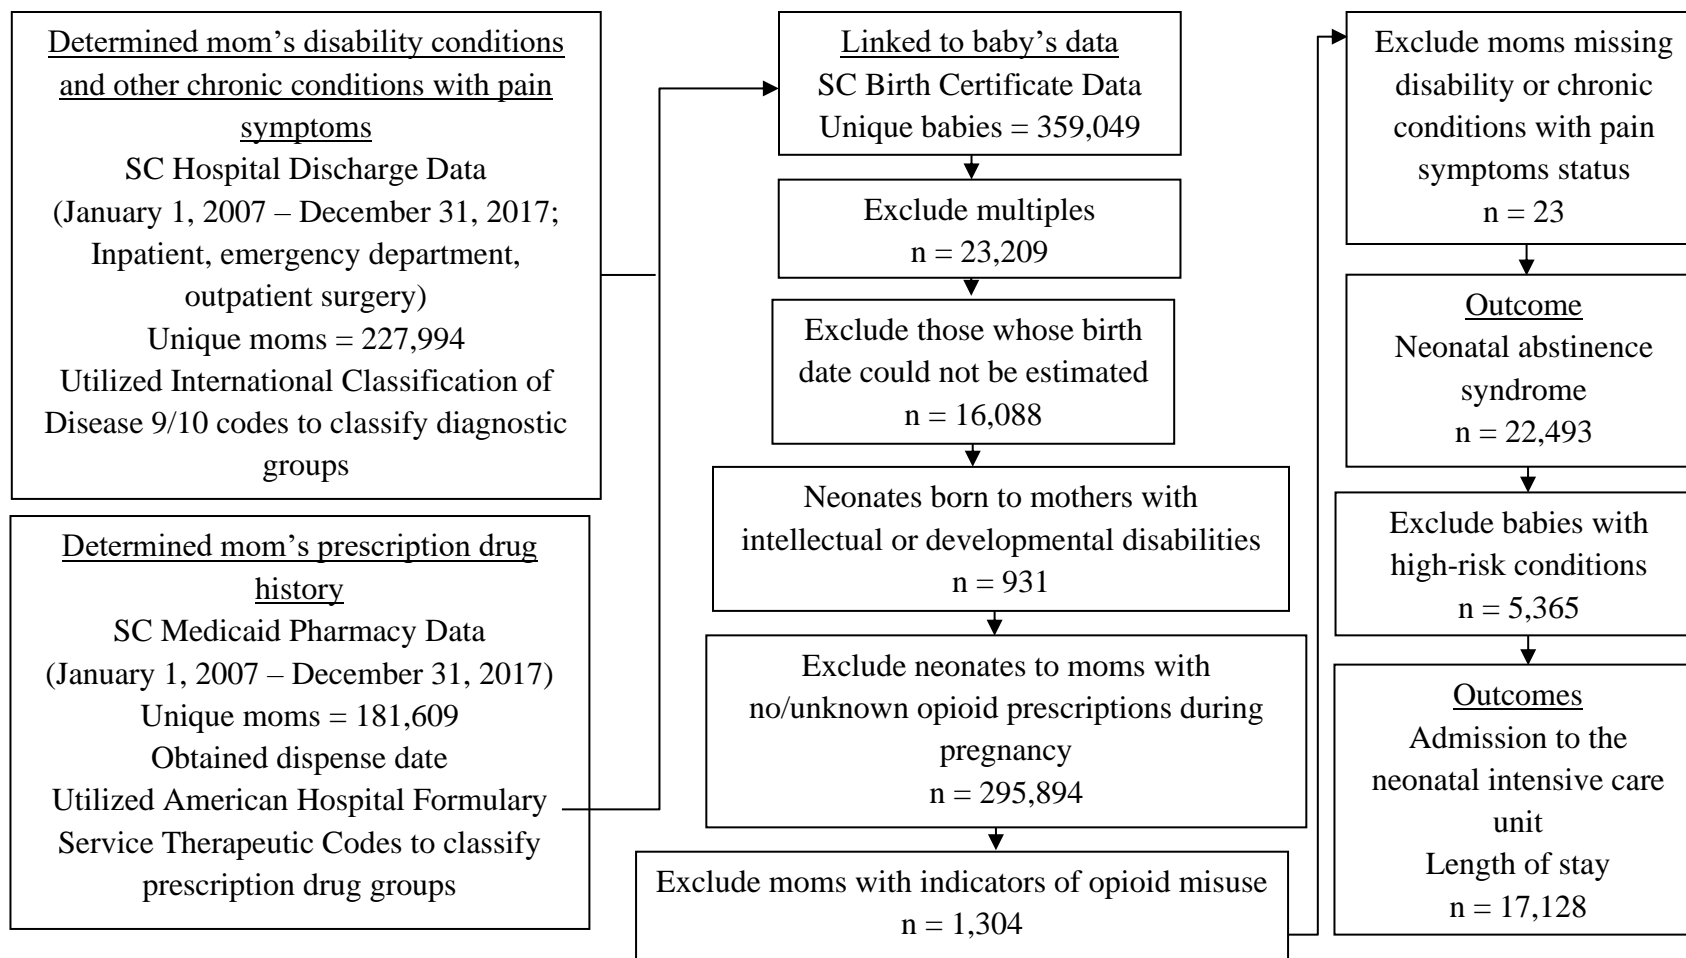 Determined mom’s disability conditions
and other chronic conditions with pain
symptoms
SC Hospital Discharge Data
(January 1, 2007 – December 31, 2017;
Inpatient, emergency department,
outpatient surgery)
Unique moms = 227,994
Utilized International Classification of
Disease 9/10 codes to classify diagnostic
groups
Determined mom’s prescription drug
history
SC Medicaid Pharmacy Data
(January 1, 2007 – December 31, 2017)
Unique moms = 181,609
Obtained dispense date
Utilized American Hospital Formulary
Service Therapeutic Codes to classify
prescription drug groups
Linked to baby’s data
SC Birth Certificate Data
Unique babies = 359,049
Exclude multiples
n = 23,209
Exclude those whose birth
date could not be estimated
n = 16,088
Neonates born to mothers with
intellectual or developmental disabilities
n = 931
Exclude neonates to moms with
no/unknown opioid prescriptions during
pregnancy
n = 295,894
Exclude moms with indicators of opioid misuse
n = 1,304
Exclude moms missing
disability or chronic
conditions with pain
symptoms status
n = 23
Outcome
Neonatal abstinence
syndrome
n = 22,493
Exclude babies with
high-risk conditions
n = 5,365
Outcomes
Admission to the
neonatal intensive care
unit
Length of stay
n = 17,128